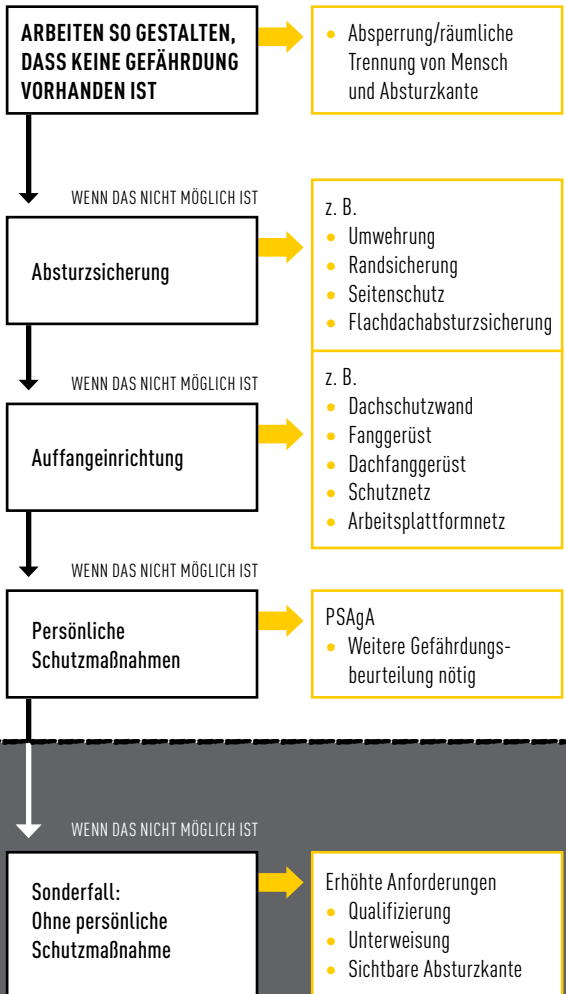 ARBEITEN SO GESTALTEN,
DASS KEINE GEFÄHRDUNG
VORHANDEN IST
• Absperrung/räumliche
Trennung von Mensch
und Absturzkante
WENN DAS NICHT MÖGLICH IST
Absturzsicherung
z. B.
• Umwehrung
• Randsicherung
• Seitenschutz
• Flachdachabsturzsicherung
WENN DAS NICHT MÖGLICH IST
Auffangeinrichtung
z. B.
• Dachschutzwand
• Fanggerüst
• Dachfanggerüst
• Schutznetz
• Arbeitsplattformnetz
WENN DAS NICHT MÖGLICH IST
Persönliche
Schutzmaßnahmen
PSAgA
• Weitere Gefährdungs-
beurteilung nötig
WENN DAS NICHT MÖGLICH IST
Sonderfall:
Ohne persönliche
Schutzmaßnahme
Erhöhte Anforderungen
• Qualifizierung
• Unterweisung
• Sichtbare Absturzkante